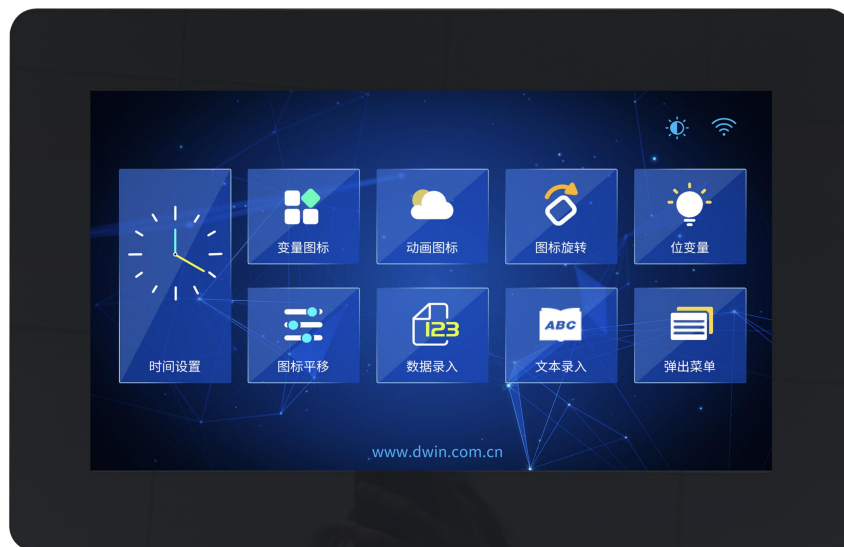 变量图标
动画图标
图标旋转
位变量
时间设置
图标平移
123
数据录入
ABC
文本录入
弹出菜单
www.dwin.com.cn